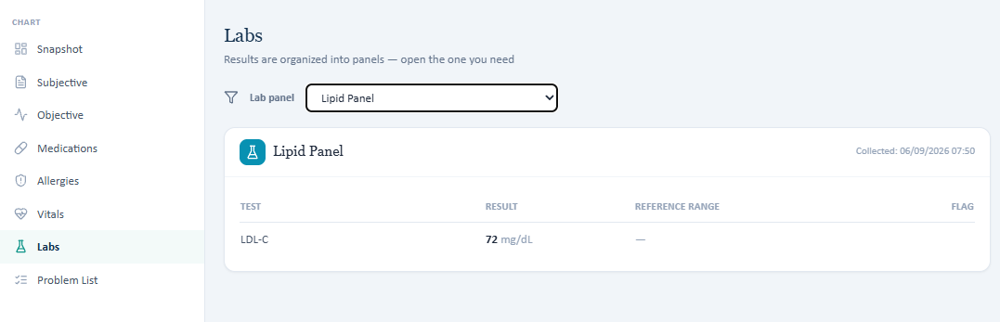 CHART
Snapshot
Subjective
Objective
Medications
Allergies
Vitals
Labs
Problem List
Labs
Results are organized into panels — open the one you need
Lab panel Lipid Panel
Lipid Panel Collected: 06/09/2026 07:50
TEST RESULT REFERENCE RANGE FLAG
LDL-C 72 mg/dL —